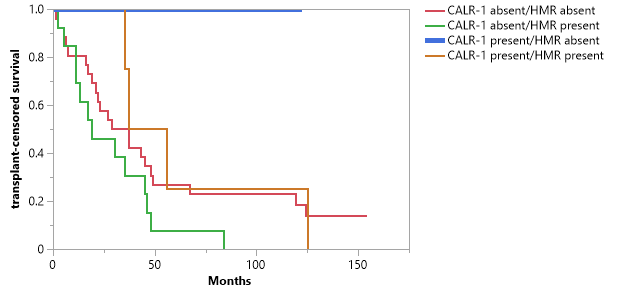 CALR-1 absent/HMR absent
CALR-1 absent/HMR present
CALR-1 present/HMR absent
CALR-1 present/HMR present
transplant-censored survival
1.0
0.8
0.6
0.4
0.2
0
0
50
100
150
Months